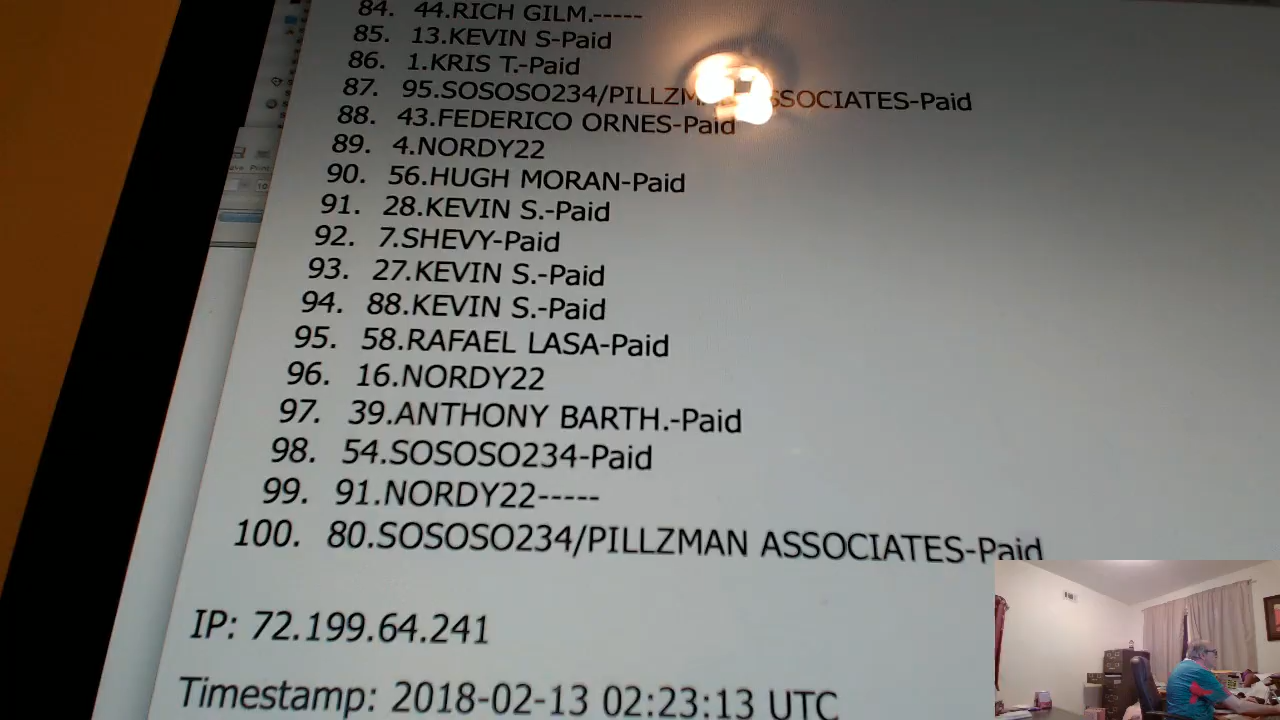 84. 44.RICH GILM.-----
85. 13.KEVIN S-Paid
86. 1.KRIS T.-Paid
87. 95.SOSOSO234/PILLZM SSOCIATES-Paid
88. 43.FEDERICO ORNES-Paid
89. 4.NORDY22
90. 56.HUGH MORAN-Paid
91. 28.KEVIN S.-Paid
92. 7.SHEVY-Paid
93. 27.KEVIN S.-Paid
94. 88.KEVIN S.-Paid
95. 58.RAFAEL LASA-Paid
96. 16.NORDY22
97. 39.ANTHONY BARTH.-Paid
98. 54.SOSOSO234-Paid
99. 91.NORDY22-----
100. 80.SOSOSO234/PILLZMAN ASSOCIATES-Paid
IP: 72.199.64.241
Timestamp: 2018-02-13 02:23:13 UTC